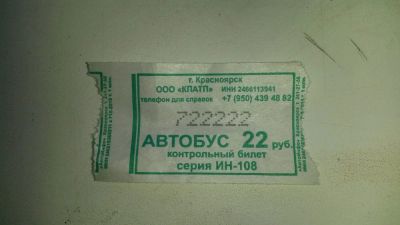 г. Красноярск
ООО «КПАТП» ИНН 2466113941
телефон для справок +7 (950) 439 48 82
722222
АВТОБУС 22 руб.
контрольный билет
серия ИН-108